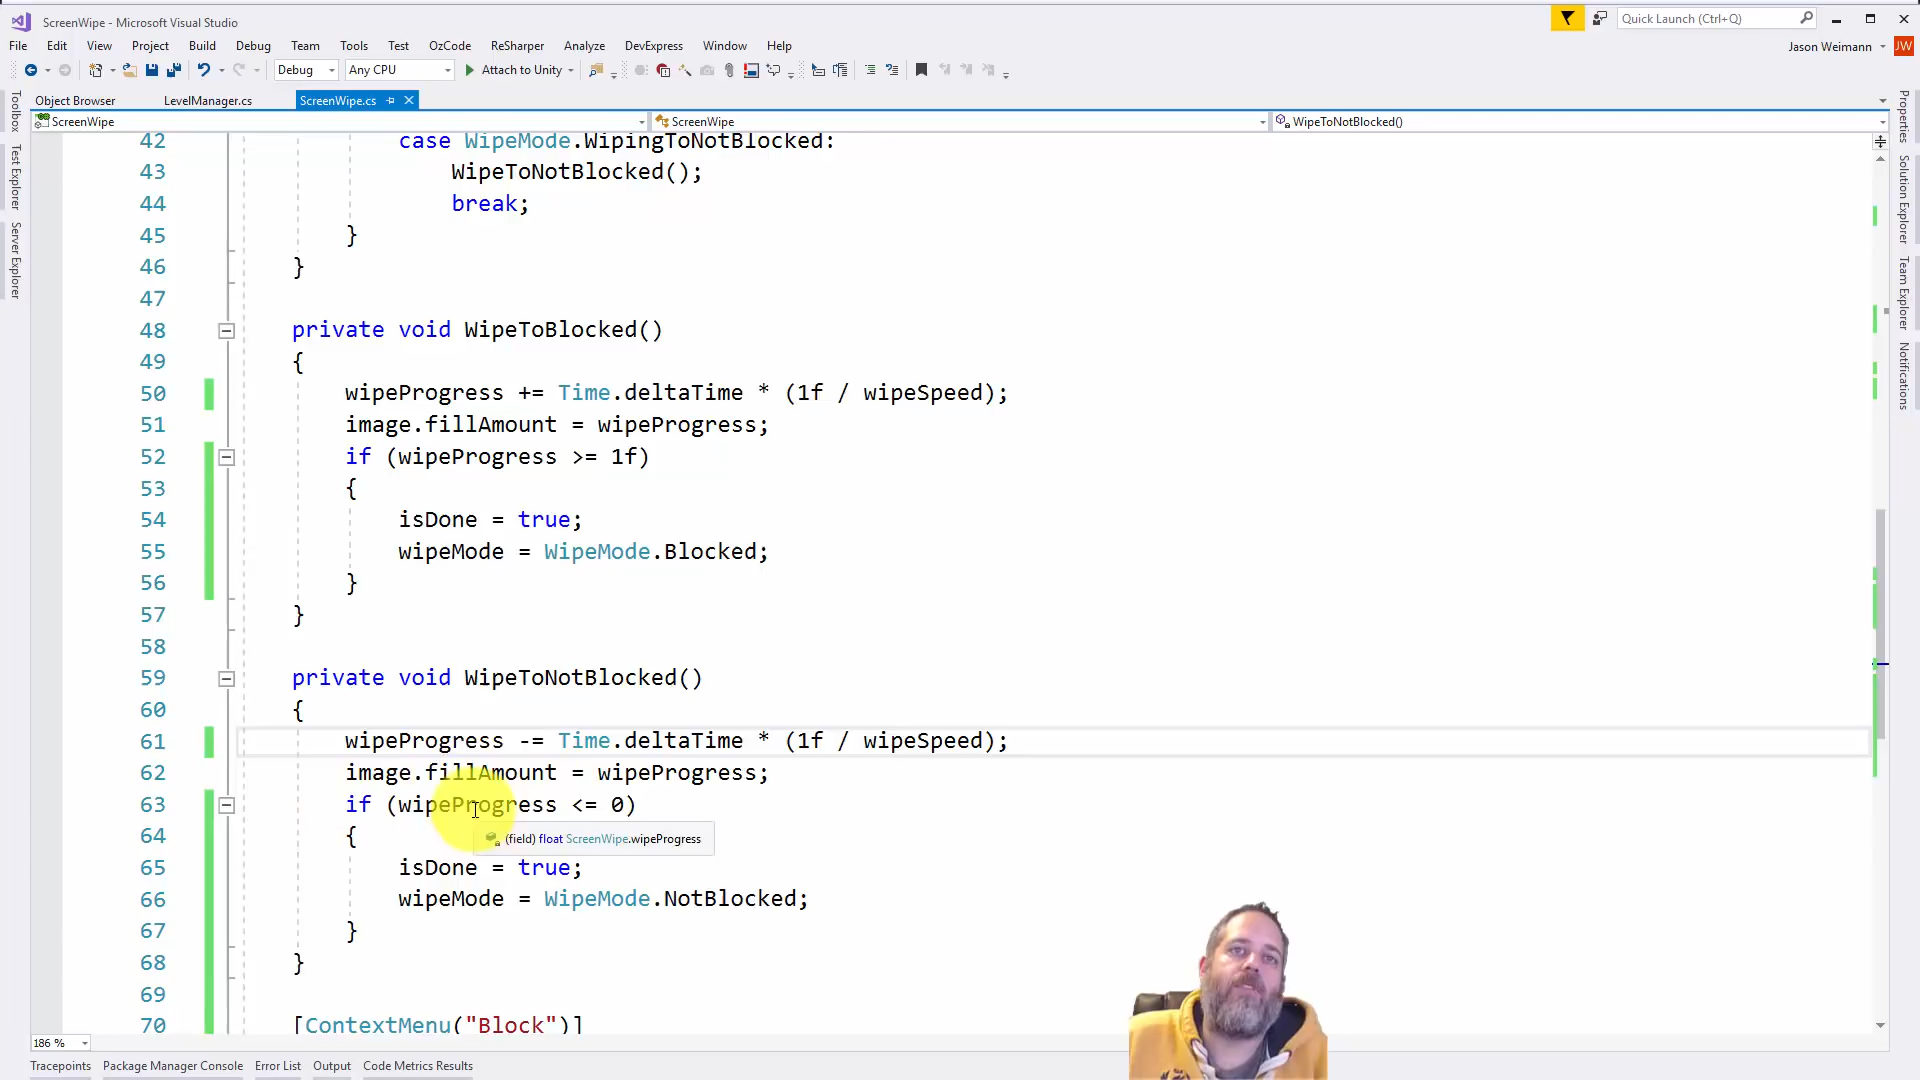 ScreenWipe - Microsoft Visual Studio
Quick Launch (Ctrl+Q)
File Edit View Project Build Debug Team Tools Test OzCode ReSharper Analyze DevExpress Window Help
Jason Weimann JW
Debug Any CPU Attach to Unity
Object Browser LevelManager.cs ScreenWipe.cs
ScreenWipe ScreenWipe WipeToNotBlocked()
Toolbox
Test Explorer
Server Explorer
42 case WipeMode.WipingToNotBlocked:
43 WipeToNotBlocked();
44 break;
45 }
46 }
47
48 private void WipeToBlocked()
49 {
50 wipeProgress += Time.deltaTime * (1f / wipeSpeed);
51 image.fillAmount = wipeProgress;
52 if (wipeProgress >= 1f)
53 {
54 isDone = true;
55 wipeMode = WipeMode.Blocked;
56 }
57 }
58
59 private void WipeToNotBlocked()
60 {
61 wipeProgress -= Time.deltaTime * (1f / wipeSpeed);
62 image.fillAmount = wipeProgress;
63 if (wipeProgress <= 0)
(field) float ScreenWipe.wipeProgress
64 {
65 isDone = true;
66 wipeMode = WipeMode.NotBlocked;
67 }
68 }
69
70 [ContextMenu("Block")]
Properties
Solution Explorer
Team Explorer
Notifications
186 %
Tracepoints Package Manager Console Error List Output Code Metrics Results